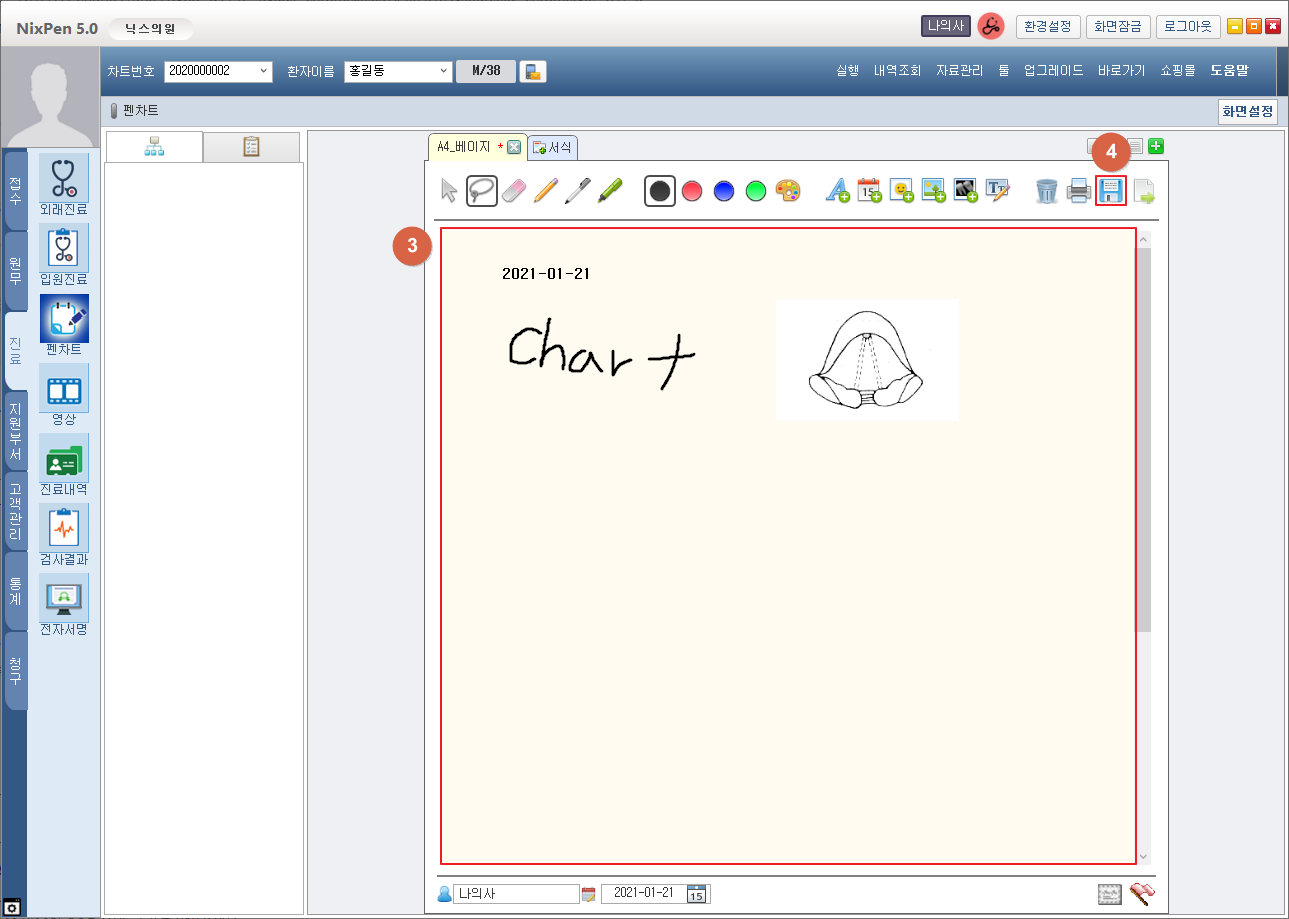 NixPen 5.0
닉스의원
나의사
환경설정
화면잠금
로그아웃
차트번호
2020000002
환자이름
홍길동
M/38
실행
내역조회
자료관리
툴
업그레이드
바로가기
쇼핑몰
도움말
펜차트
화면설정
접수
원무
진료
지원부서
고객관리
통계
청구
외래진료
입원진료
펜차트
영상
진료내역
검사결과
전자서명
A4_베이지 *
서식
4
15
3
2021-01-21
Chart
나의사
2021-01-21
15